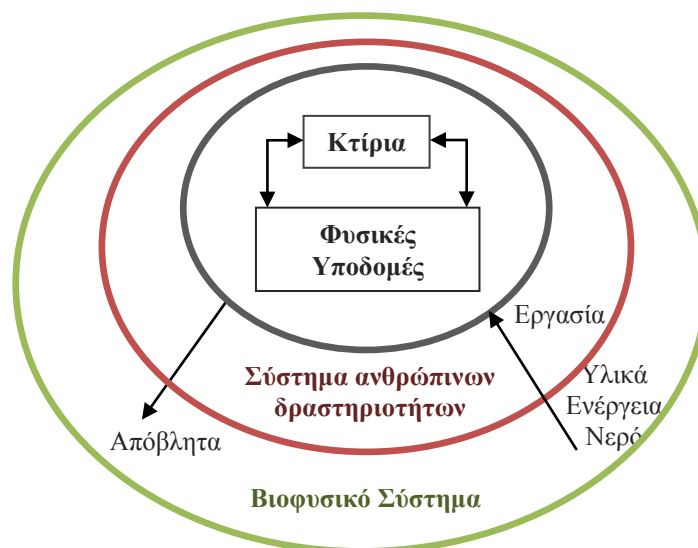 Κτίρια
Φυσικές
Υποδομές
Εργασία
Σύστημα ανθρώπινων
δραστηριοτήτων
Υλικά
Ενέργεια
Νερό
Απόβλητα
Βιοφυσικό Σύστημα